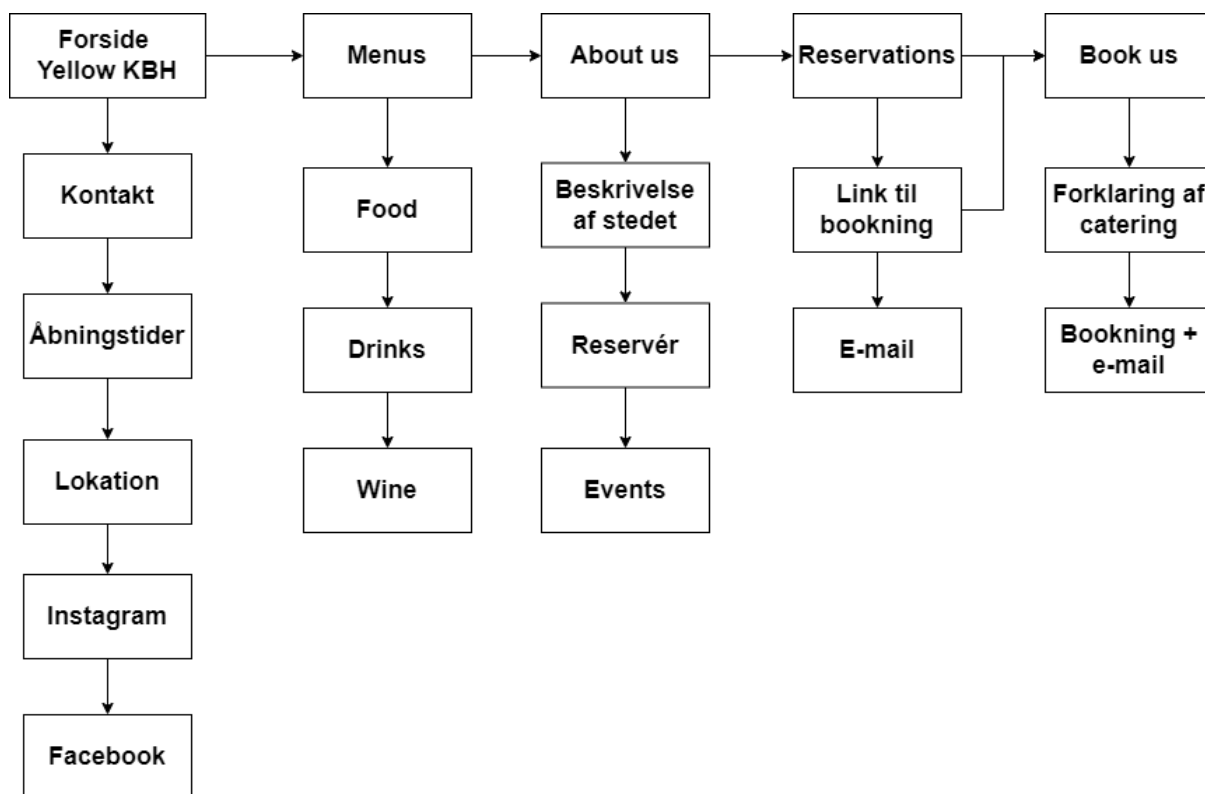 Forside
Yellow KBH
Menus
About us
Reservations
Book us
Kontakt
Food
Beskrivelse
af stedet
Link til
bookning
Forklaring af
catering
Åbningstider
Drinks
Reservér
E-mail
Bookning +
e-mail
Lokation
Wine
Events
Instagram
Facebook